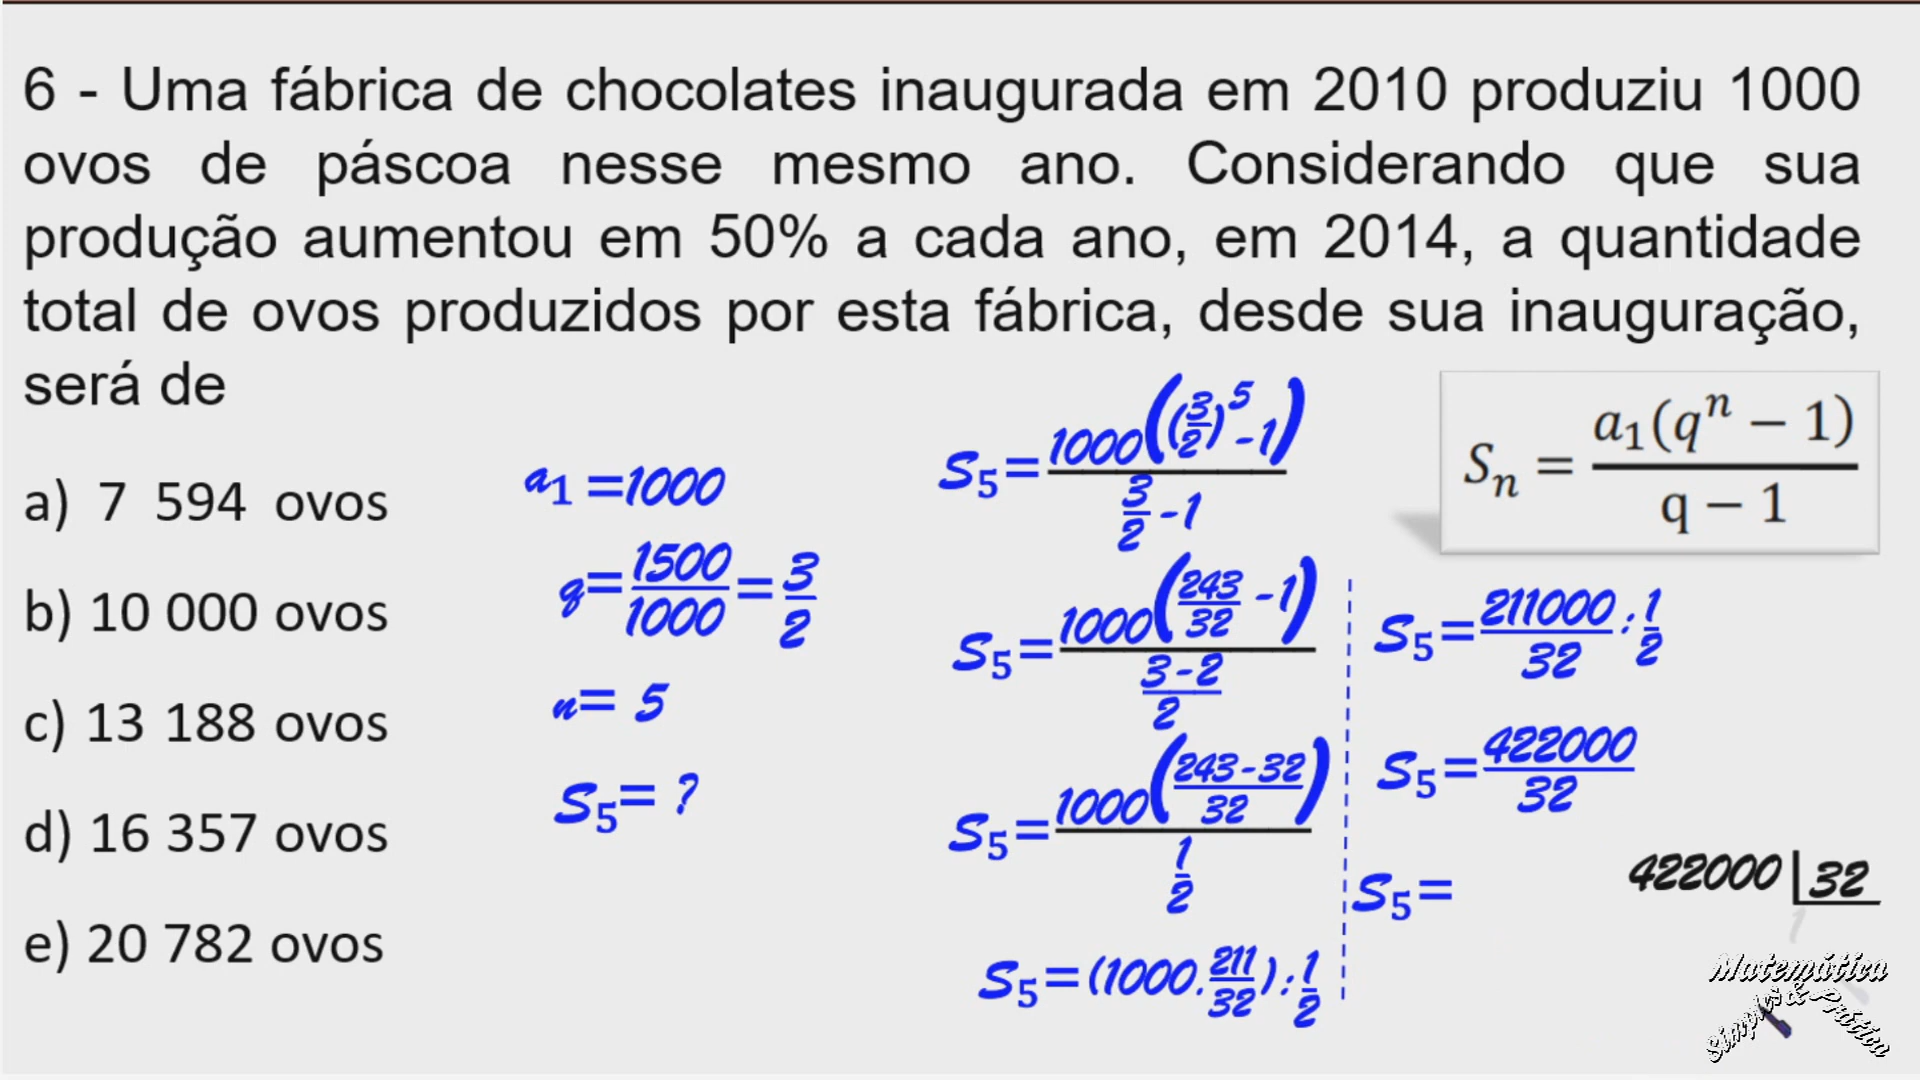 6 - Uma fábrica de chocolates inaugurada em 2010 produziu 1000
ovos de páscoa nesse mesmo ano. Considerando que sua
produção aumentou em 50% a cada ano, em 2014, a quantidade
total de ovos produzidos por esta fábrica, desde sua inauguração,
será de
a) 7 594 ovos
b) 10 000 ovos
c) 13 188 ovos
d) 16 357 ovos
e) 20 782 ovos
a₁ = 1000
q = 1500/1000 = 3/2
n = 5
S₅ = ?
S₅ = 1000((3/2)⁵ - 1) / (3/2 - 1)
S₅ = 1000(243/32 - 1) / ((3-2)/2)
S₅ = 1000((243-32)/32) / (1/2)
S₅ = (1000.211/32):1/2
Sₙ = a₁(qⁿ − 1) / (q − 1)
S₅ = 211000/32 : 1/2
S₅ = 422000/32
S₅ =
422000 | 32
1
Matemática
Simples & Prática